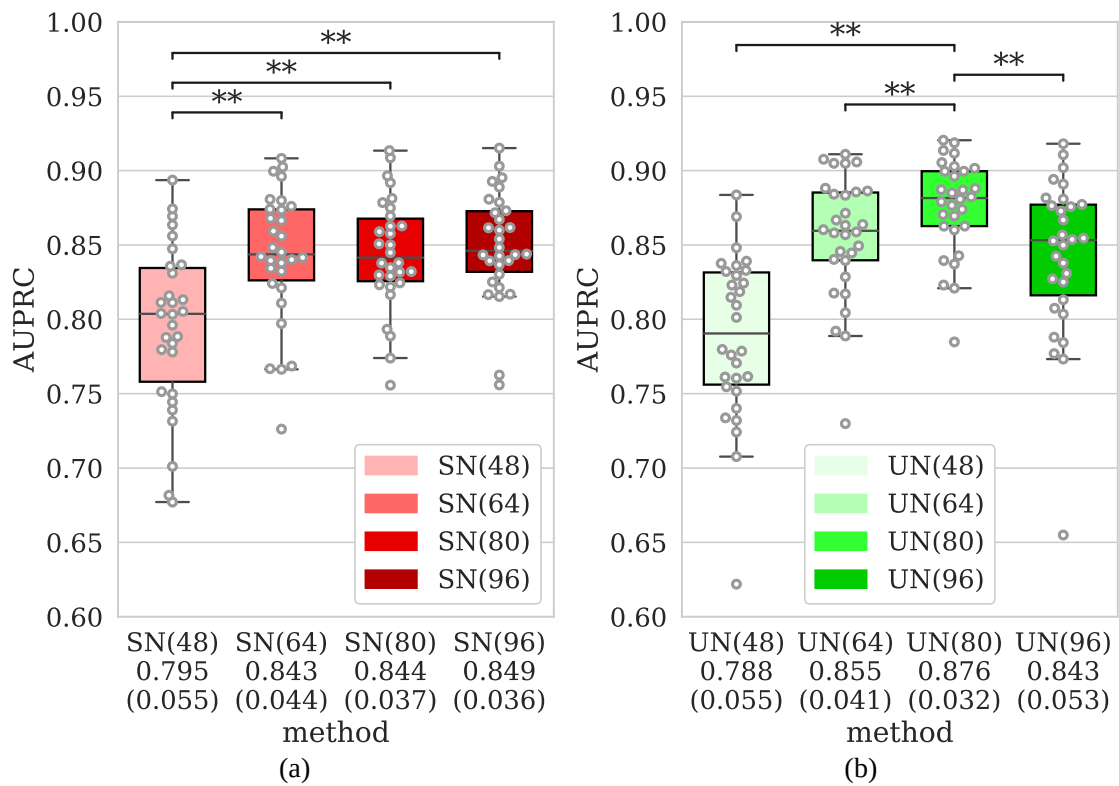 1.00
0.95
0.90
0.85
0.80
0.75
0.70
0.65
0.60
AUPRC
**
**
**
SN(48)
SN(64)
SN(80)
SN(96)
SN(48) SN(64) SN(80) SN(96)
0.795 0.843 0.844 0.849
(0.055) (0.044) (0.037) (0.036)
method
(a)
1.00
0.95
0.90
0.85
0.80
0.75
0.70
0.65
0.60
AUPRC
**
**
**
UN(48)
UN(64)
UN(80)
UN(96)
UN(48) UN(64) UN(80) UN(96)
0.788 0.855 0.876 0.843
(0.055) (0.041) (0.032) (0.053)
method
(b)